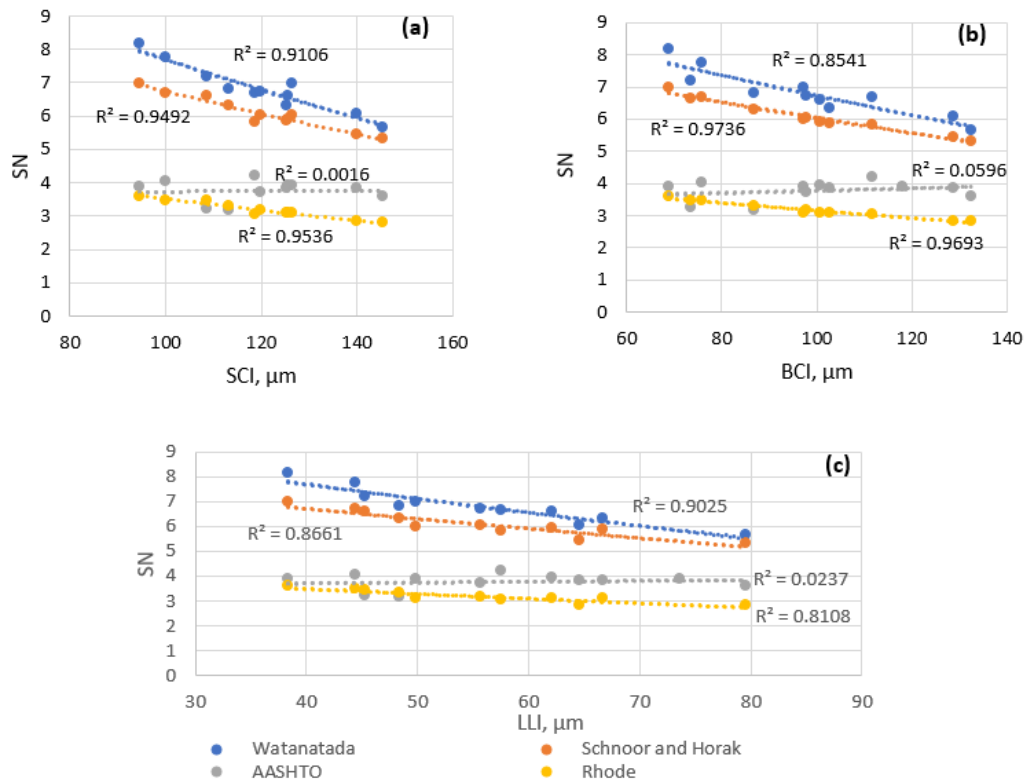 (a)
9
8
7
6
5
4
3
2
1
0
SN
R² = 0.9106
R² = 0.9492
R² = 0.0016
R² = 0.9536
80 100 120 140 160
SCI, μm
(b)
9
8
7
6
5
4
3
2
1
0
SN
R² = 0.8541
R² = 0.9736
R² = 0.0596
R² = 0.9693
60 80 100 120 140
BCI, μm
(c)
9
8
7
6
5
4
3
2
1
0
SN
R² = 0.9025
R² = 0.8661
R² = 0.0237
R² = 0.8108
30 40 50 60 70 80 90
LLI, μm
Watanatada Schnoor and Horak
AASHTO Rhode